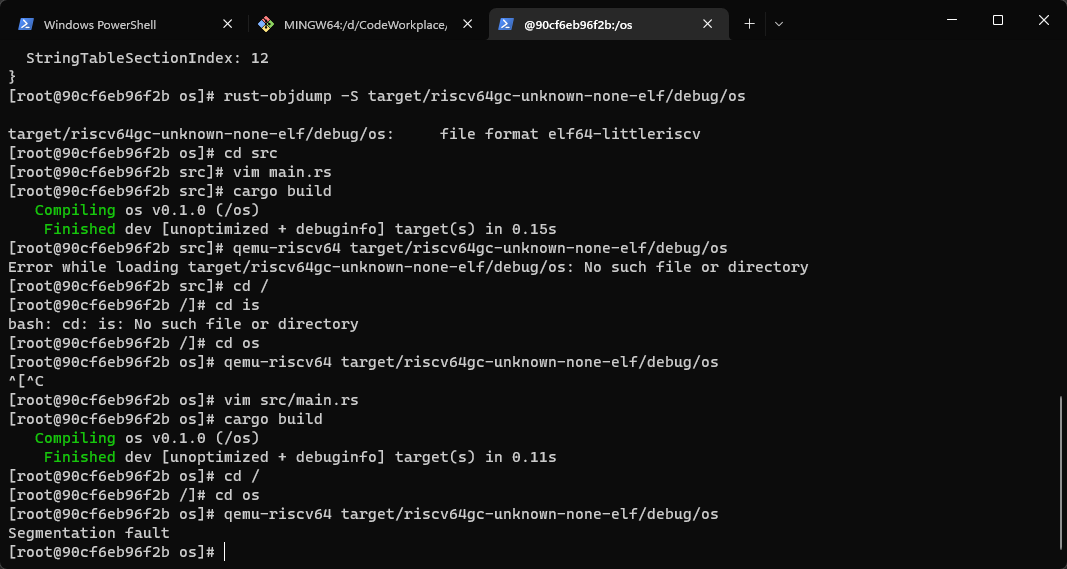 Windows PowerShell
MINGW64:/d/CodeWorkplace/
@90cf6eb96f2b:/os
  StringTableSectionIndex: 12
}
[root@90cf6eb96f2b os]# rust-objdump -S target/riscv64gc-unknown-none-elf/debug/os

target/riscv64gc-unknown-none-elf/debug/os:     file format elf64-littleriscv
[root@90cf6eb96f2b os]# cd src
[root@90cf6eb96f2b src]# vim main.rs
[root@90cf6eb96f2b src]# cargo build
   Compiling os v0.1.0 (/os)
    Finished dev [unoptimized + debuginfo] target(s) in 0.15s
[root@90cf6eb96f2b src]# qemu-riscv64 target/riscv64gc-unknown-none-elf/debug/os
Error while loading target/riscv64gc-unknown-none-elf/debug/os: No such file or directory
[root@90cf6eb96f2b src]# cd /
[root@90cf6eb96f2b /]# cd is
bash: cd: is: No such file or directory
[root@90cf6eb96f2b /]# cd os
[root@90cf6eb96f2b os]# qemu-riscv64 target/riscv64gc-unknown-none-elf/debug/os
^[^C
[root@90cf6eb96f2b os]# vim src/main.rs
[root@90cf6eb96f2b os]# cargo build
   Compiling os v0.1.0 (/os)
    Finished dev [unoptimized + debuginfo] target(s) in 0.11s
[root@90cf6eb96f2b os]# cd /
[root@90cf6eb96f2b /]# cd os
[root@90cf6eb96f2b os]# qemu-riscv64 target/riscv64gc-unknown-none-elf/debug/os
Segmentation fault
[root@90cf6eb96f2b os]#